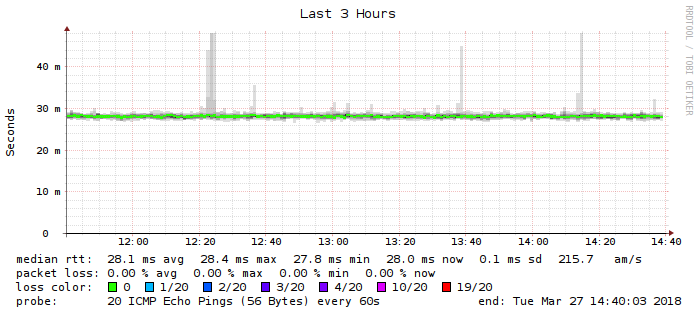 Last 3 Hours
RRDTOOL / TOBI OETIKER
Seconds
40 m
30 m
20 m
10 m
0
12:00 12:20 12:40 13:00 13:20 13:40 14:00 14:20 14:40
median rtt: 28.1 ms avg 28.4 ms max 27.8 ms min 28.0 ms now 0.1 ms sd 215.7 am/s
packet loss: 0.00 % avg 0.00 % max 0.00 % min 0.00 % now
loss color: 0 1/20 2/20 3/20 4/20 10/20 19/20
probe: 20 ICMP Echo Pings (56 Bytes) every 60s end: Tue Mar 27 14:40:03 2018